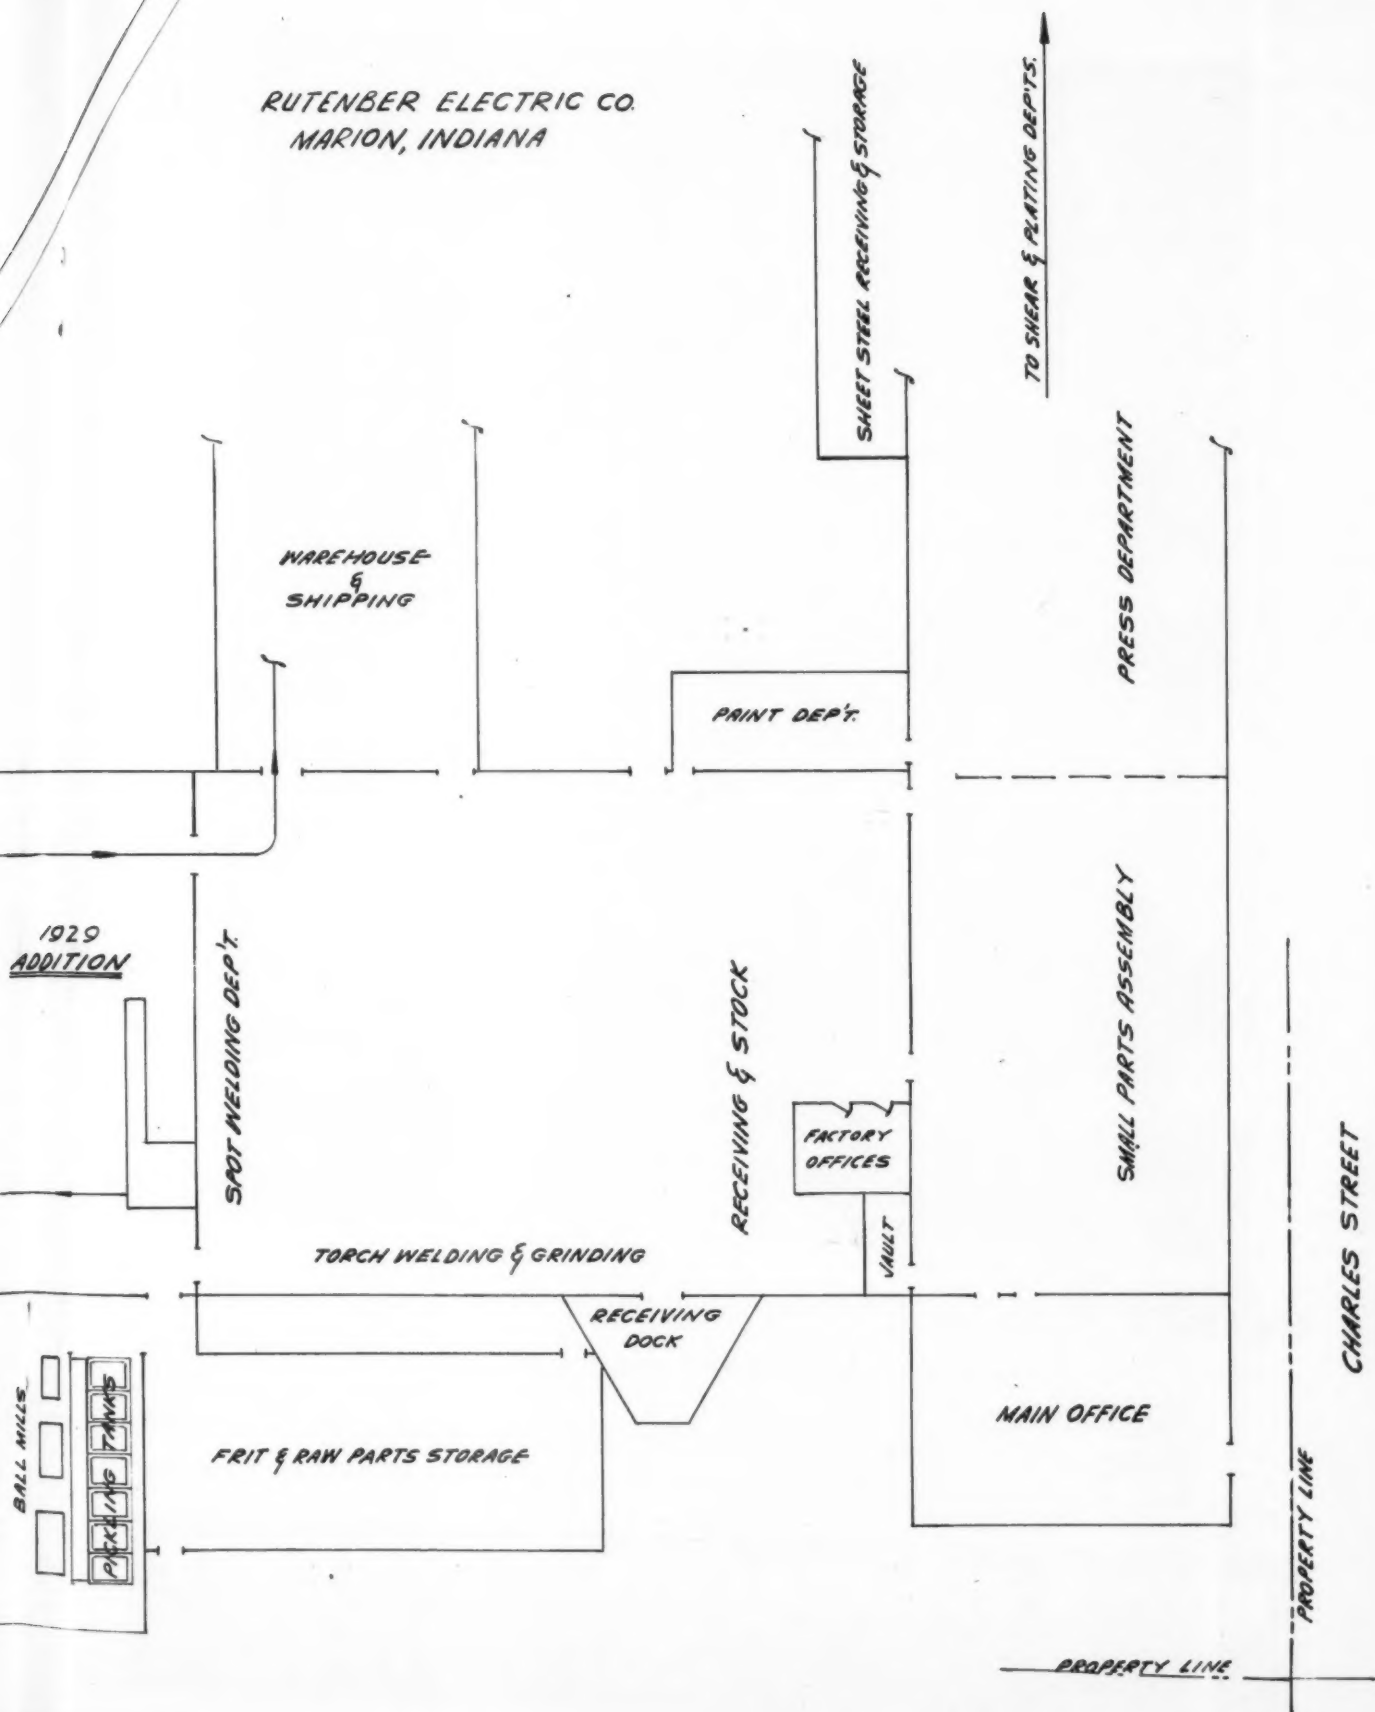 RUTENBER ELECTRIC CO.
MARION, INDIANA
SHEET STEEL RECEIVING & STORAGE
TO SHEAR & PLATING DEP'TS.
PRESS DEPARTMENT
WAREHOUSE
&
SHIPPING
PAINT DEP'T.
1929
ADDITION
SPOT WELDING DEP'T.
RECEIVING & STOCK
SMALL PARTS ASSEMBLY
FACTORY
OFFICES
VAULT
TORCH WELDING & GRINDING
RECEIVING
DOCK
CHARLES STREET
BALL MILLS
PICKLING TANKS
FRIT & RAW PARTS STORAGE
MAIN OFFICE
PROPERTY LINE
PROPERTY LINE